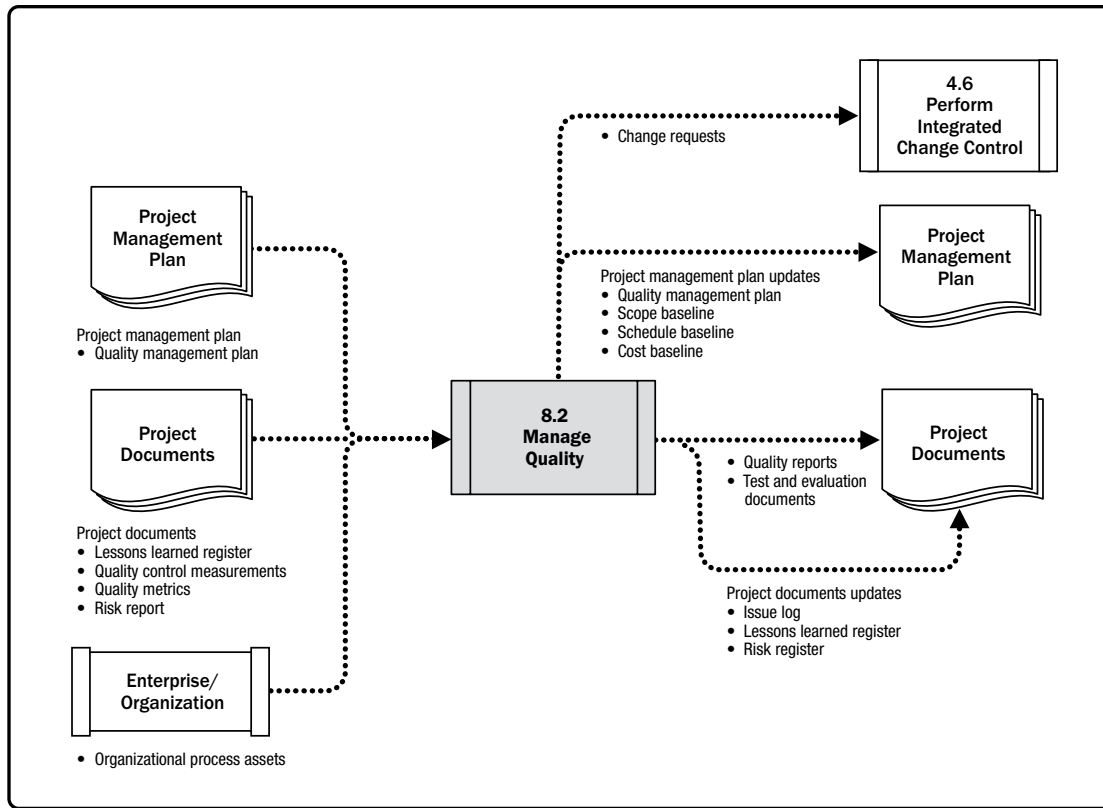 Project
Management
Plan
Project management plan
• Quality management plan
Project
Documents
Project documents
• Lessons learned register
• Quality control measurements
• Quality metrics
• Risk report
Enterprise/
Organization
• Organizational process assets
8.2
Manage
Quality
• Change requests
4.6
Perform
Integrated
Change Control
Project management plan updates
• Quality management plan
• Scope baseline
• Schedule baseline
• Cost baseline
Project
Management
Plan
• Quality reports
• Test and evaluation
documents
Project
Documents
Project documents updates
• Issue log
• Lessons learned register
• Risk register